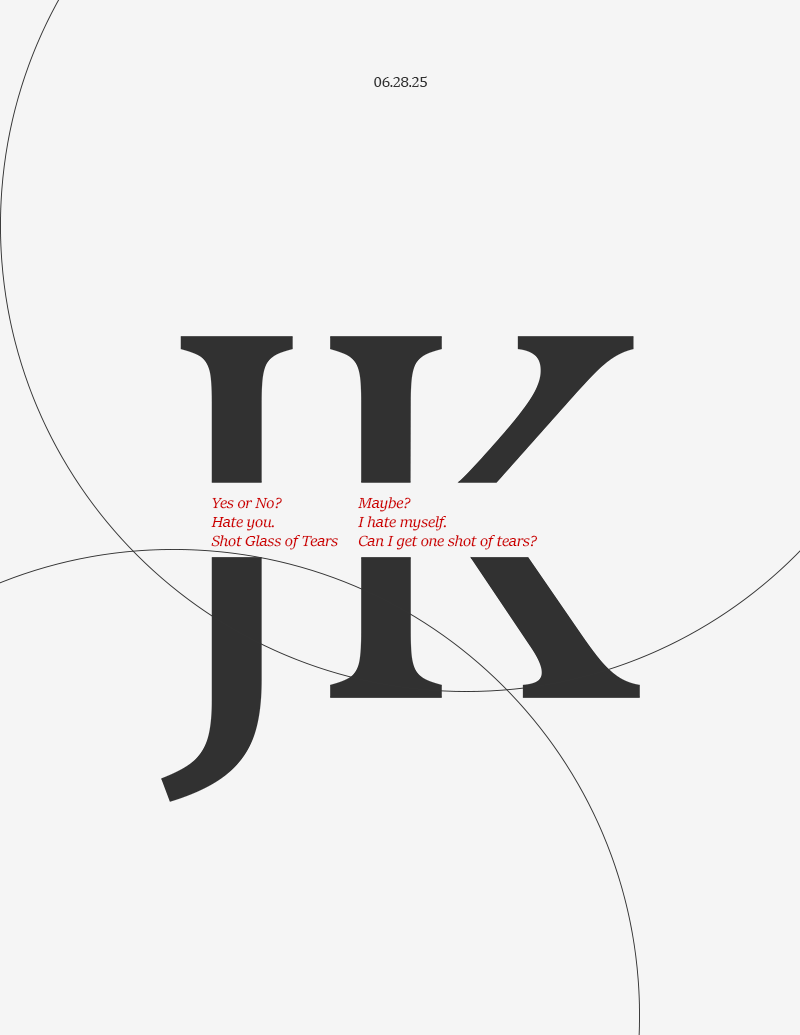 06.28.25
JK
Yes or No?
Hate you.
Shot Glass of Tears
Maybe?
I hate myself.
Can I get one shot of tears?